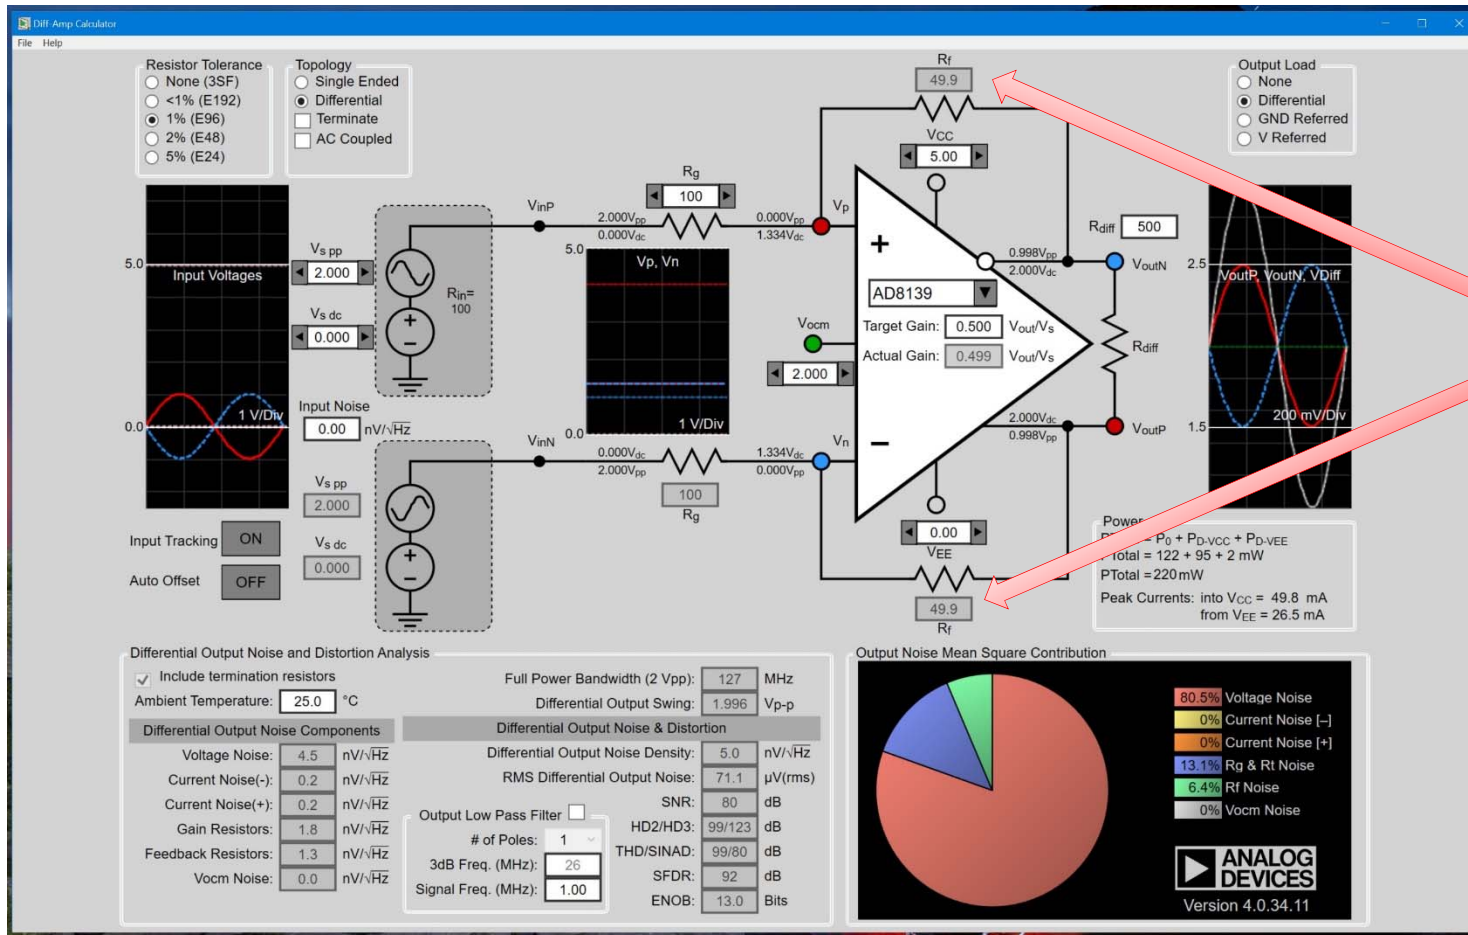 Diff-Amp Calculator
File Help
Resistor Tolerance
None (3SF)
<1% (E192)
1% (E96)
2% (E48)
5% (E24)
Topology
Single Ended
Differential
Terminate
AC Coupled
Rf
49.9
VCC
5.00
Output Load
None
Differential
GND Referred
V Referred
Rg
100
VinP
2.000Vpp
0.000Vdc
0.000Vpp
1.334Vdc
Vp
Rdiff 500
5.0
Input Voltages
0.0
1 V/Div
Vs pp
2.000
Vs dc
0.000
Rin=
100
5.0
Vp, Vn
0.0
1 V/Div
+
AD8139
Target Gain: 0.500 Vout/Vs
Actual Gain: 0.499 Vout/Vs
−
Vocm
2.000
0.998Vpp
2.000Vdc
VoutN
Rdiff
2.000Vdc
0.998Vpp
VoutP
2.5
VoutP, VoutN, VDiff
1.5
200 mV/Div
Input Noise
0.00 nV/√Hz
VinN
0.000Vdc
2.000Vpp
1.334Vdc
0.000Vpp
Vn
100
Rg
Vs pp
2.000
Vs dc
0.000
Input Tracking ON
Auto Offset OFF
0.00
VEE
49.9
Rf
Power
= P0 + PD-VCC + PD-VEE
PTotal = 122 + 95 + 2 mW
PTotal = 220 mW
Peak Currents: into VCC = 49.8 mA
from VEE = 26.5 mA
Differential Output Noise and Distortion Analysis
Include termination resistors
Ambient Temperature: 25.0 °C
Differential Output Noise Components
Voltage Noise: 4.5 nV/√Hz
Current Noise(-): 0.2 nV/√Hz
Current Noise(+): 0.2 nV/√Hz
Gain Resistors: 1.8 nV/√Hz
Feedback Resistors: 1.3 nV/√Hz
Vocm Noise: 0.0 nV/√Hz
Full Power Bandwidth (2 Vpp): 127 MHz
Differential Output Swing: 1.996 Vp-p
Differential Output Noise & Distortion
Differential Output Noise Density: 5.0 nV/√Hz
RMS Differential Output Noise: 71.1 µV(rms)
SNR: 80 dB
HD2/HD3: 99/123 dB
THD/SINAD: 99/80 dB
SFDR: 92 dB
ENOB: 13.0 Bits
Output Low Pass Filter
# of Poles: 1
3dB Freq. (MHz): 26
Signal Freq. (MHz): 1.00
Output Noise Mean Square Contribution
80.5% Voltage Noise
0% Current Noise [–]
0% Current Noise [+]
13.1% Rg & Rt Noise
6.4% Rf Noise
0% Vocm Noise
ANALOG
DEVICES
Version 4.0.34.11